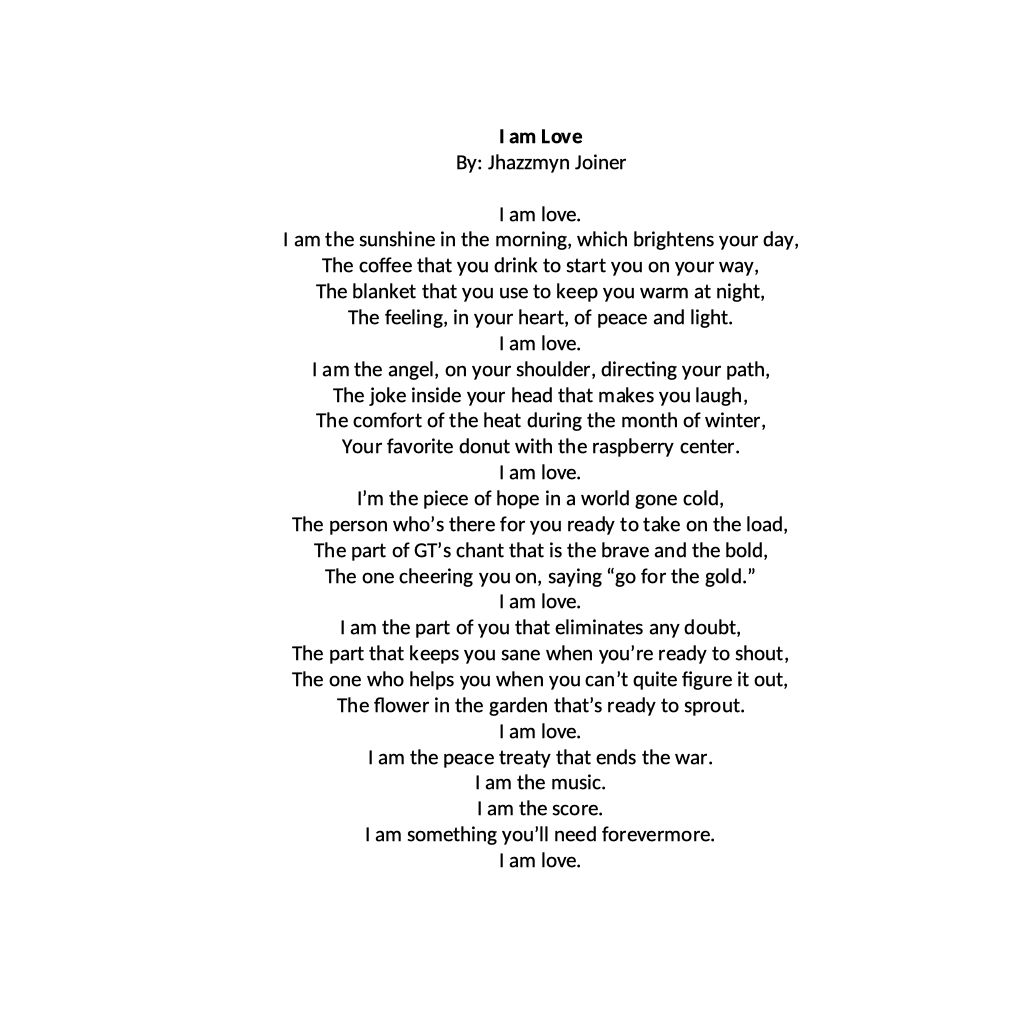 I am Love
By: Jhazzmyn Joiner
I am love.
I am the sunshine in the morning, which brightens your day,
The coffee that you drink to start you on your way,
The blanket that you use to keep you warm at night,
The feeling, in your heart, of peace and light.
I am love.
I am the angel, on your shoulder, directing your path,
The joke inside your head that makes you laugh,
The comfort of the heat during the month of winter,
Your favorite donut with the raspberry center.
I am love.
I’m the piece of hope in a world gone cold,
The person who’s there for you ready to take on the load,
The part of GT’s chant that is the brave and the bold,
The one cheering you on, saying “go for the gold.”
I am love.
I am the part of you that eliminates any doubt,
The part that keeps you sane when you’re ready to shout,
The one who helps you when you can’t quite figure it out,
The flower in the garden that’s ready to sprout.
I am love.
I am the peace treaty that ends the war.
I am the music.
I am the score.
I am something you’ll need forevermore.
I am love.